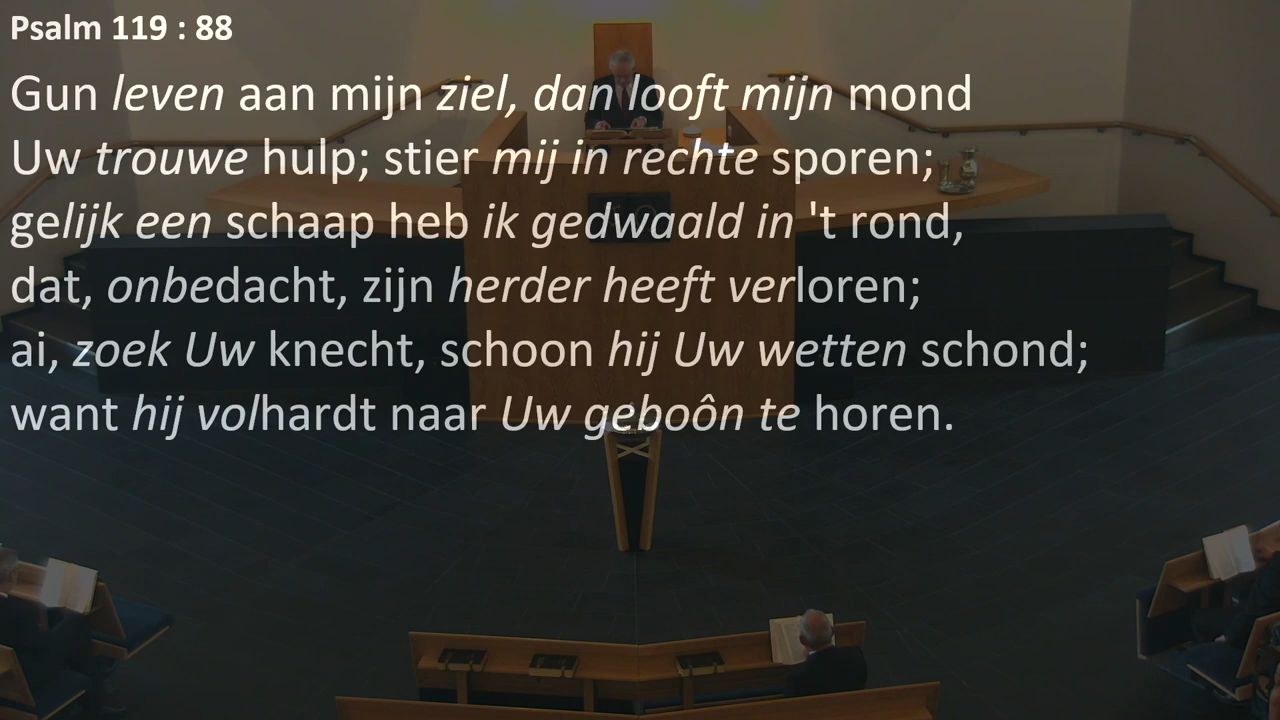 Psalm 119 : 88
Gun leven aan mijn ziel, dan looft mijn mond
Uw trouwe hulp; stier mij in rechte sporen;
gelijk een schaap heb ik gedwaald in 't rond,
dat, onbedacht, zijn herder heeft verloren;
ai, zoek Uw knecht, schoon hij Uw wetten schond;
want hij volhardt naar Uw geboôn te horen.